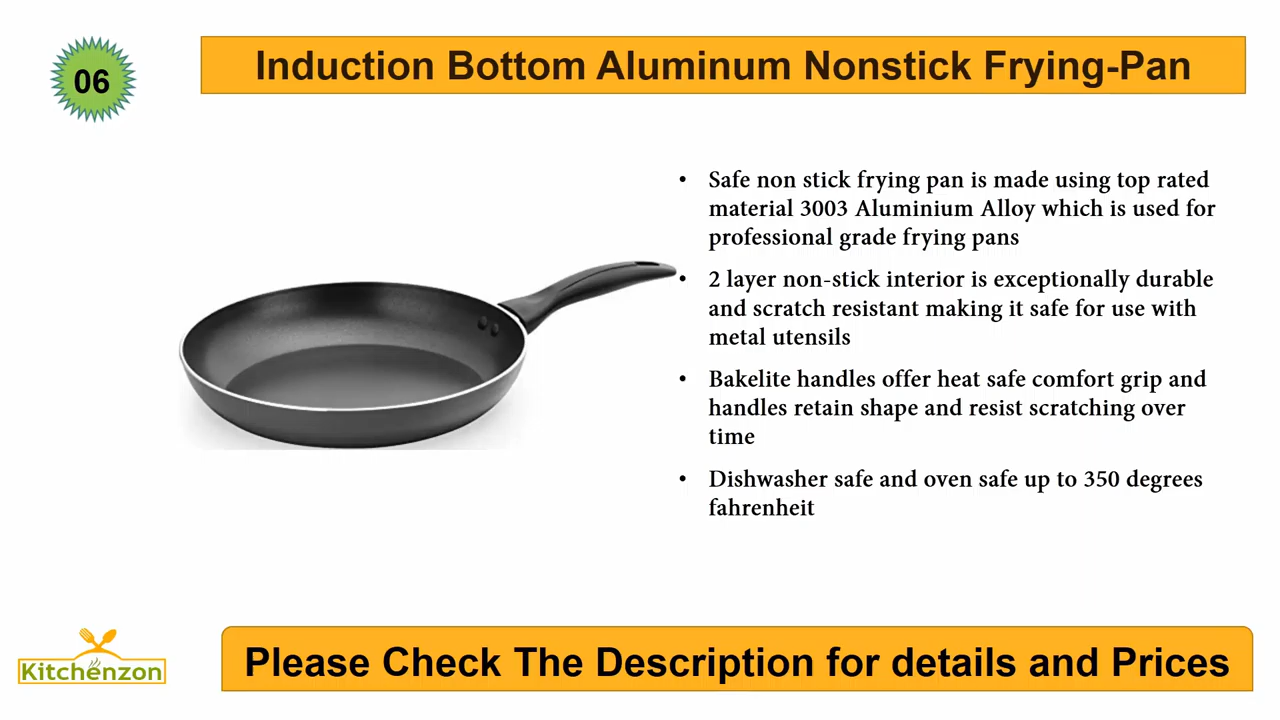 06
Induction Bottom Aluminum Nonstick Frying-Pan
• Safe non stick frying pan is made using top rated
material 3003 Aluminium Alloy which is used for
professional grade frying pans
• 2 layer non-stick interior is exceptionally durable
and scratch resistant making it safe for use with
metal utensils
• Bakelite handles offer heat safe comfort grip and
handles retain shape and resist scratching over
time
• Dishwasher safe and oven safe up to 350 degrees
fahrenheit
Kitchenzon
Please Check The Description for details and Prices